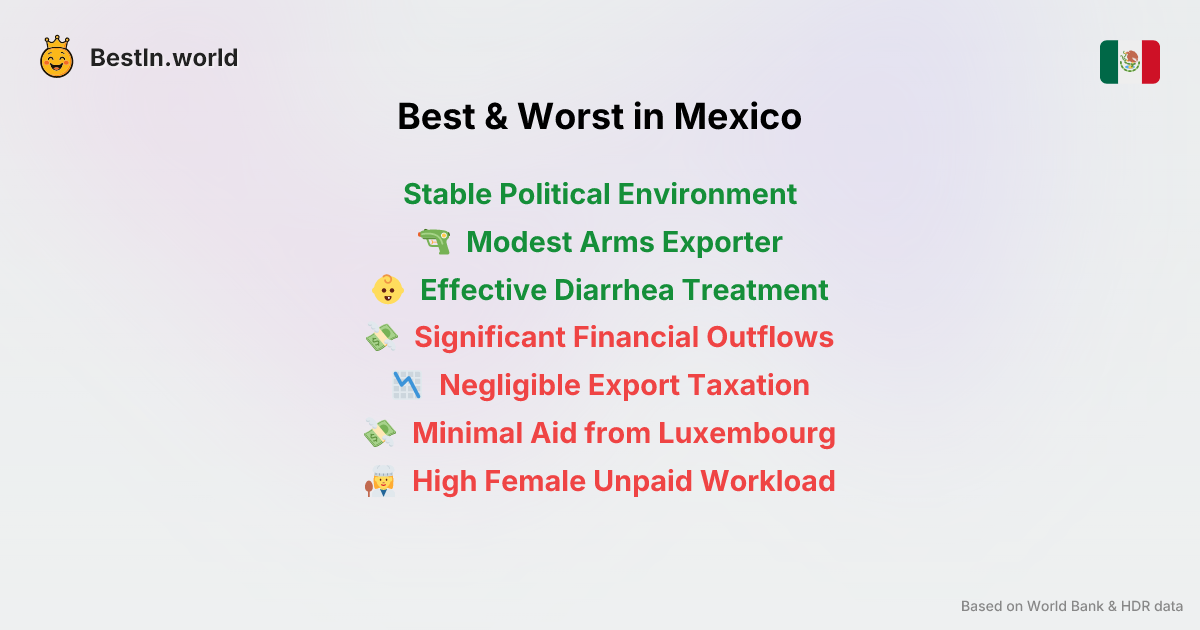 BestIn.world
Best & Worst in Mexico
Stable Political Environment
Modest Arms Exporter
Effective Diarrhea Treatment
Significant Financial Outflows
Negligible Export Taxation
Minimal Aid from Luxembourg
High Female Unpaid Workload
Based on World Bank & HDR data